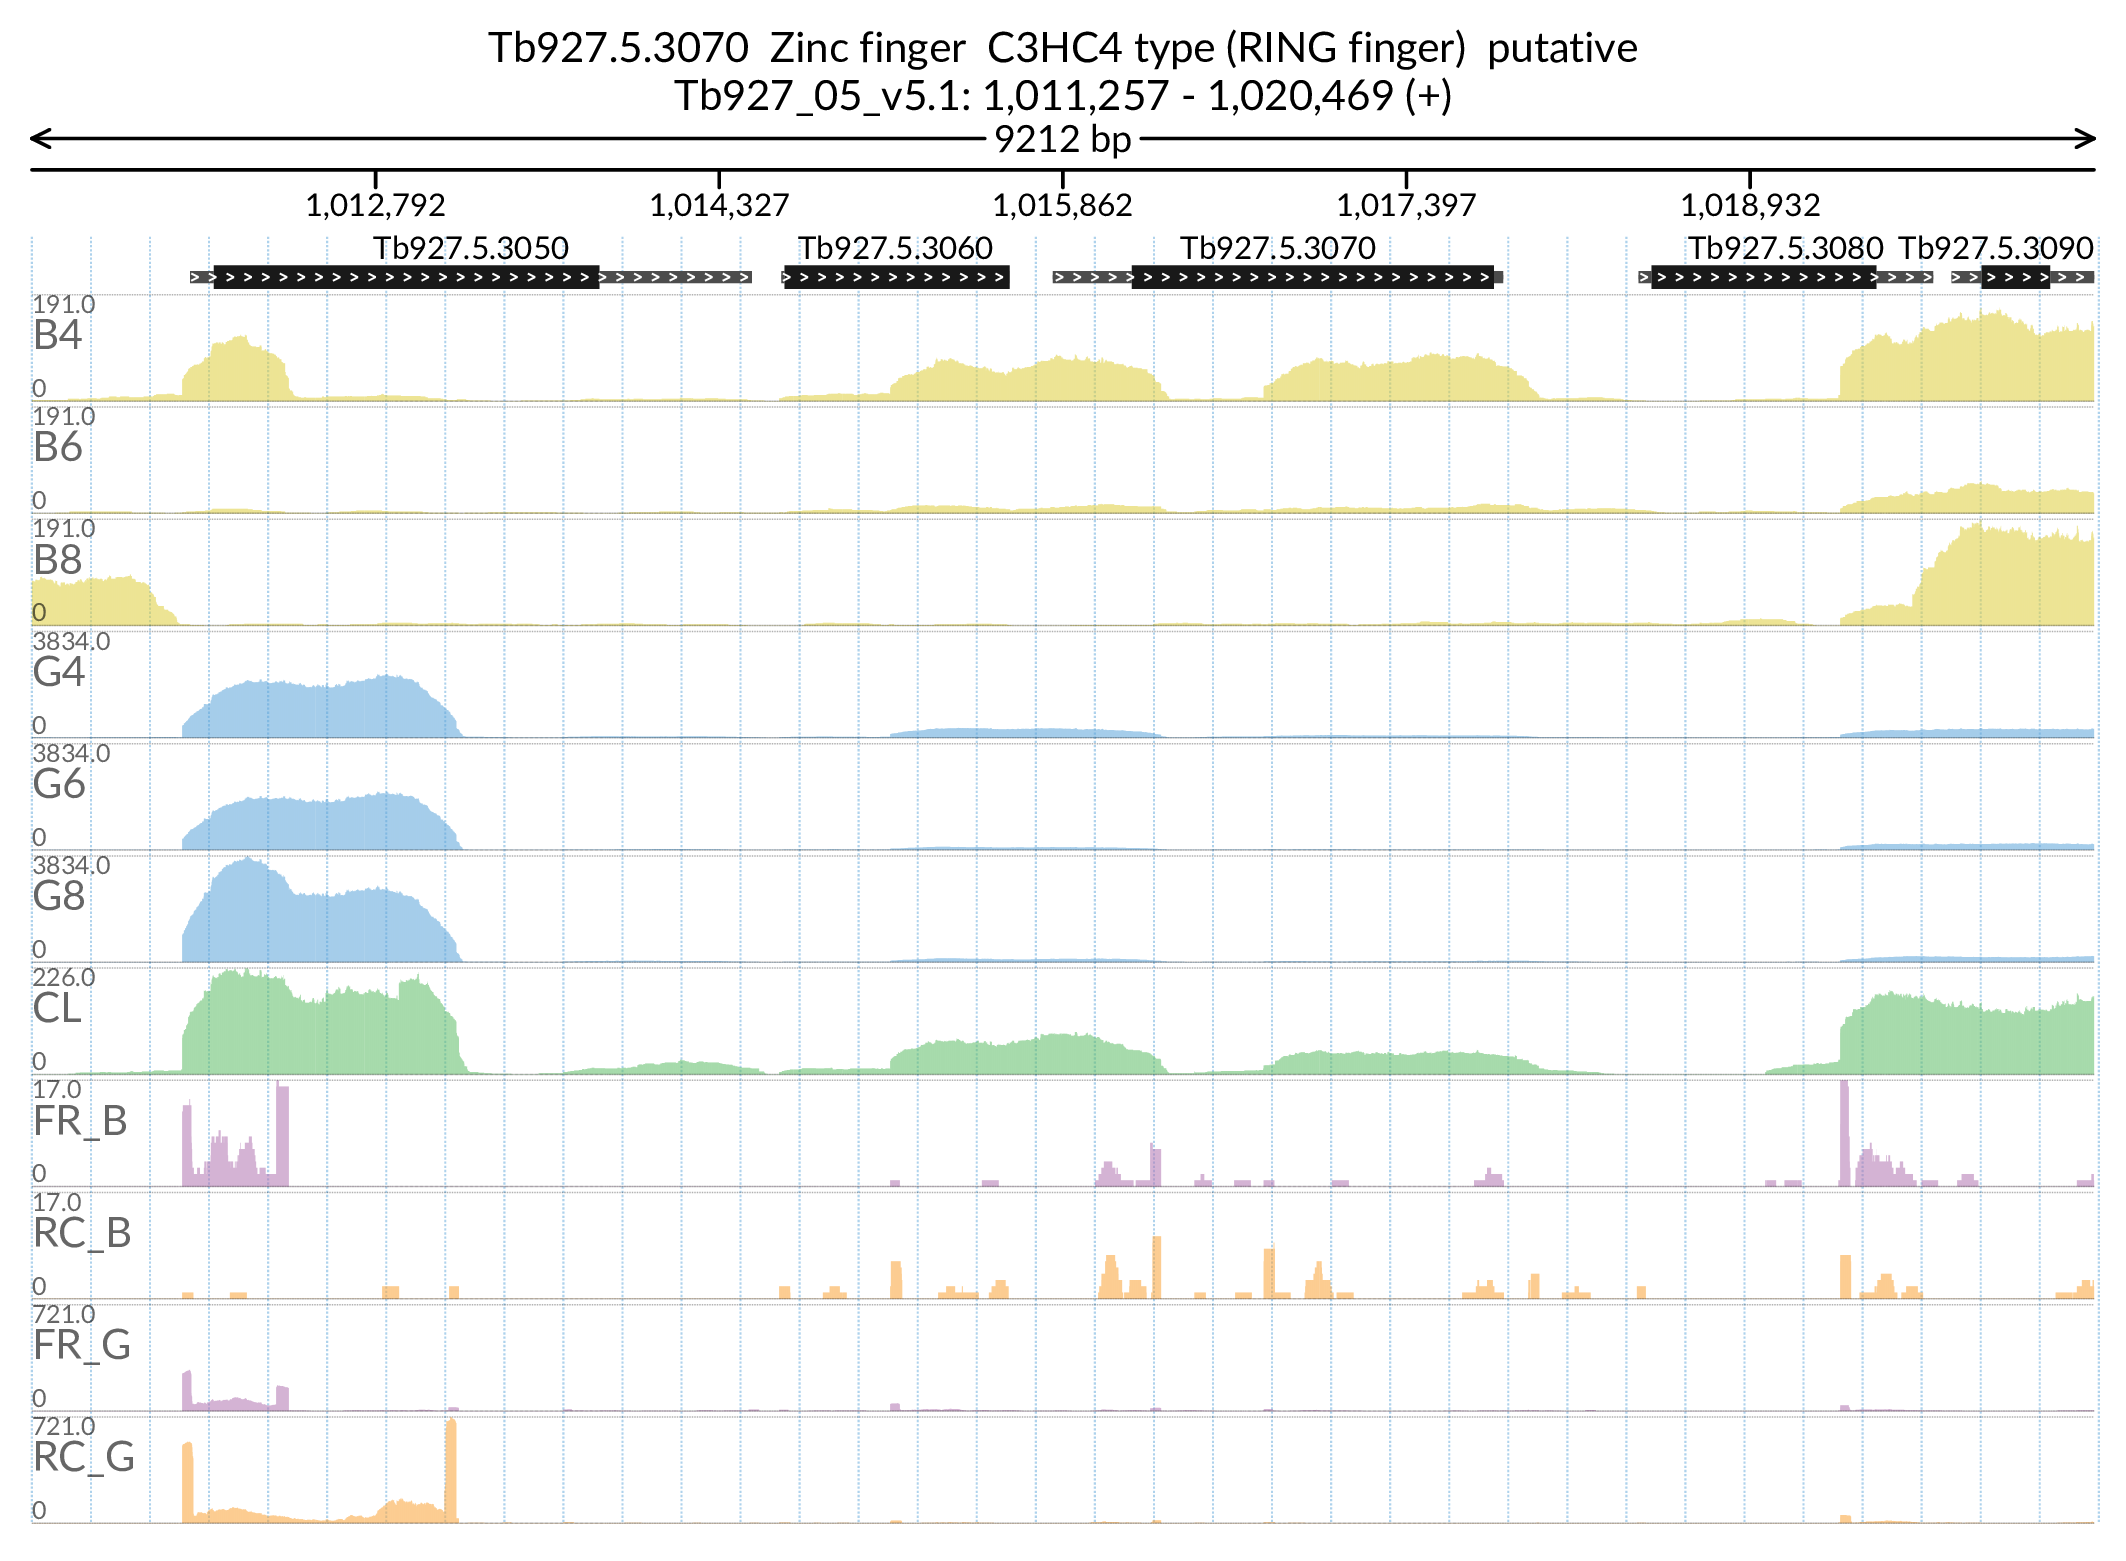 Tb927.5.3070 Zinc finger C3HC4 type (RING finger) putative
Tb927_05_v5.1: 1,011,257 - 1,020,469 (+)
9212 bp
1,012,792 1,014,327 1,015,862 1,017,397 1,018,932
Tb927.5.3050 Tb927.5.3060 Tb927.5.3070 Tb927.5.3080 Tb927.5.3090
191.0
B4
0
191.0
B6
0
191.0
B8
0
3834.0
G4
0
3834.0
G6
0
3834.0
G8
0
226.0
CL
0
17.0
FR_B
0
17.0
RC_B
0
721.0
FR_G
0
721.0
RC_G
0